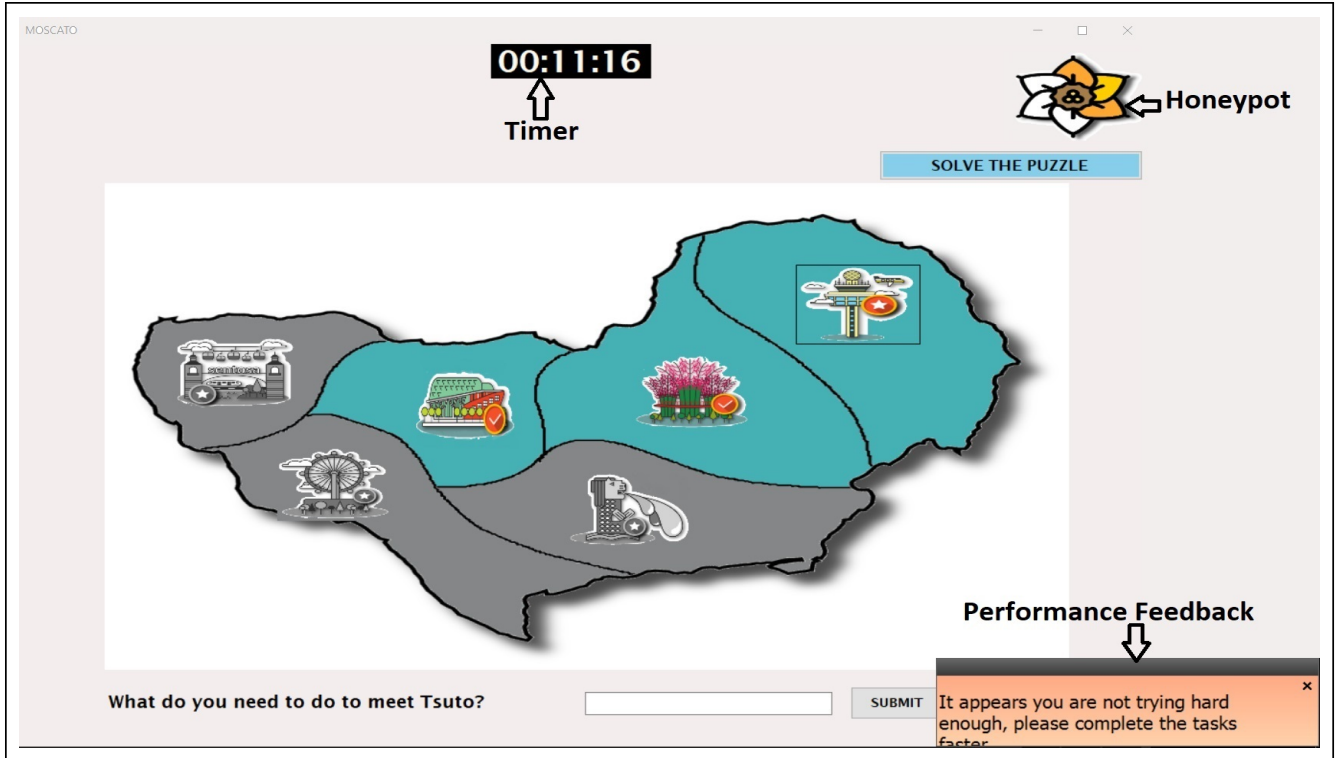 MOSCATO
00:11:16
Timer
Honeypot
SOLVE THE PUZZLE
sentosa
Performance Feedback
What do you need to do to meet Tsuto?
SUBMIT
It appears you are not trying hard
enough, please complete the tasks
faster